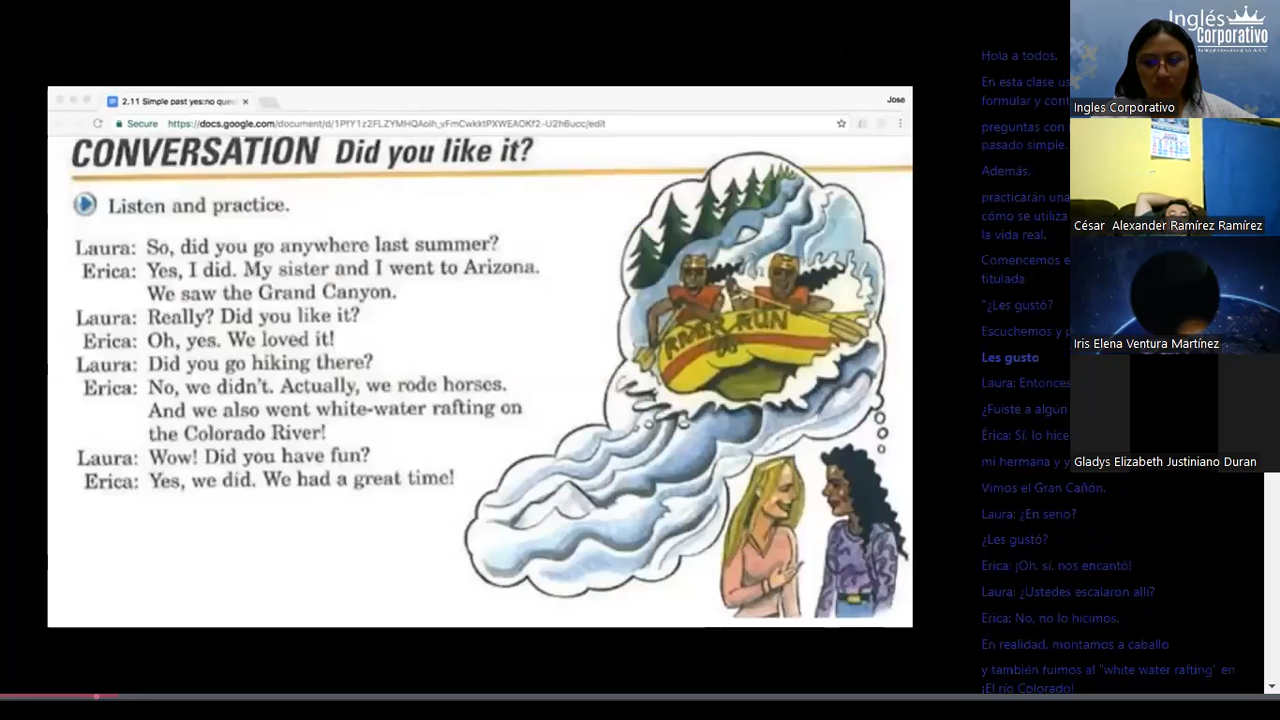 2.11 Simple past yes:no ques
Jose
Secure
https://docs.google.com/document/d/
/edit
CONVERSATION Did you like it?
Listen and practice.
Laura: So, did you go anywhere last summer?
Erica: Yes, I did. My sister and I went to Arizona.
We saw the Grand Canyon.
Laura: Really? Did you like it?
Erica: Oh, yes. We loved it!
Laura: Did you go hiking there?
Erica: No, we didn't. Actually, we rode horses.
And we also went white-water rafting on
the Colorado River!
Laura: Wow! Did you have fun?
Erica: Yes, we did. We had a great time!
RIVER RUN
Hola a todos.
En esta clase us
formular y cont
preguntas con
pasado simple.
Además,
practicarán una
cómo se utiliza
la vida real.
Comencemos e
titulada
"¿Les gustó?
Escuchemos y p
Les gusto
Laura: Entonces
¿Fuiste a algún
Érica: Sí, lo hice
mi hermana y y
Vimos el Gran Cañón.
Laura: ¿En serio?
¿Les gustó?
Erica: ¡Oh, sí, nos encantó!
Laura: ¿Ustedes escalaron allí?
Erica: No, no lo hicimos.
En realidad, montamos a caballo
y también fuimos al "white water rafting" en
¡El río Colorado!
Inglés
Corporativo
Ingles Corporativo
César Alexander Ramírez Ramírez
Iris Elena Ventura Martínez
Gladys Elizabeth Justiniano Duran